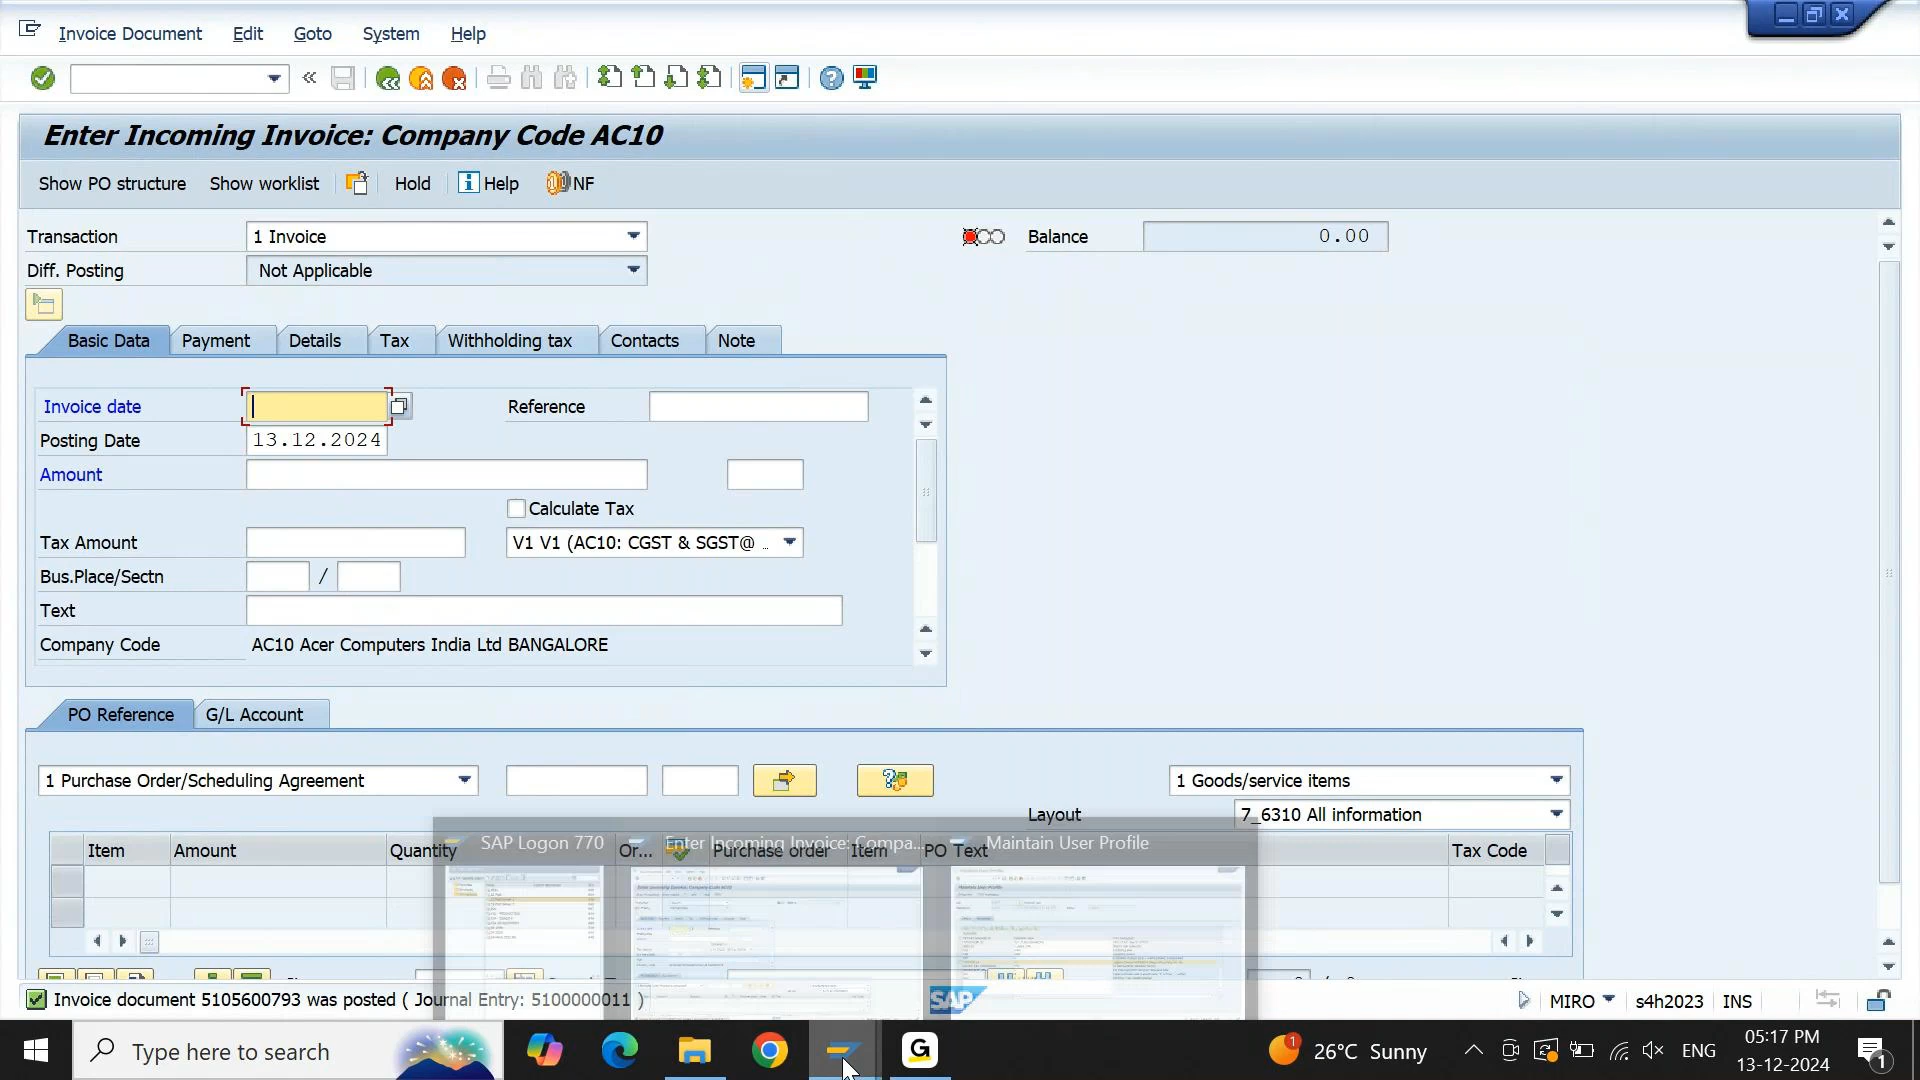 Invoice Document Edit Goto System Help
Enter Incoming Invoice: Company Code AC10
Show PO structure Show worklist Hold Help NF
Transaction 1 Invoice Balance 0.00
Diff. Posting Not Applicable
Basic Data Payment Details Tax Withholding tax Contacts Note
Invoice date Reference
Posting Date 13.12.2024
Amount
Calculate Tax
Tax Amount V1 V1 (AC10: CGST & SGST@ ..
Bus.Place/Sectn /
Text
Company Code AC10 Acer Computers India Ltd BANGALORE
PO Reference G/L Account
1 Purchase Order/Scheduling Agreement 1 Goods/service items
Layout 7_6310 All information
SAP Logon 770 Enter Incoming Invoice: Compa... Maintain User Profile
Item Amount Quantity Or... Purchase order Item PO Text Tax Code
Invoice document 5105600793 was posted ( Journal Entry: 5100000011 ) SAP MIRO s4h2023 INS
Type here to search G 1 26°C Sunny ENG 05:17 PM
13-12-2024 1